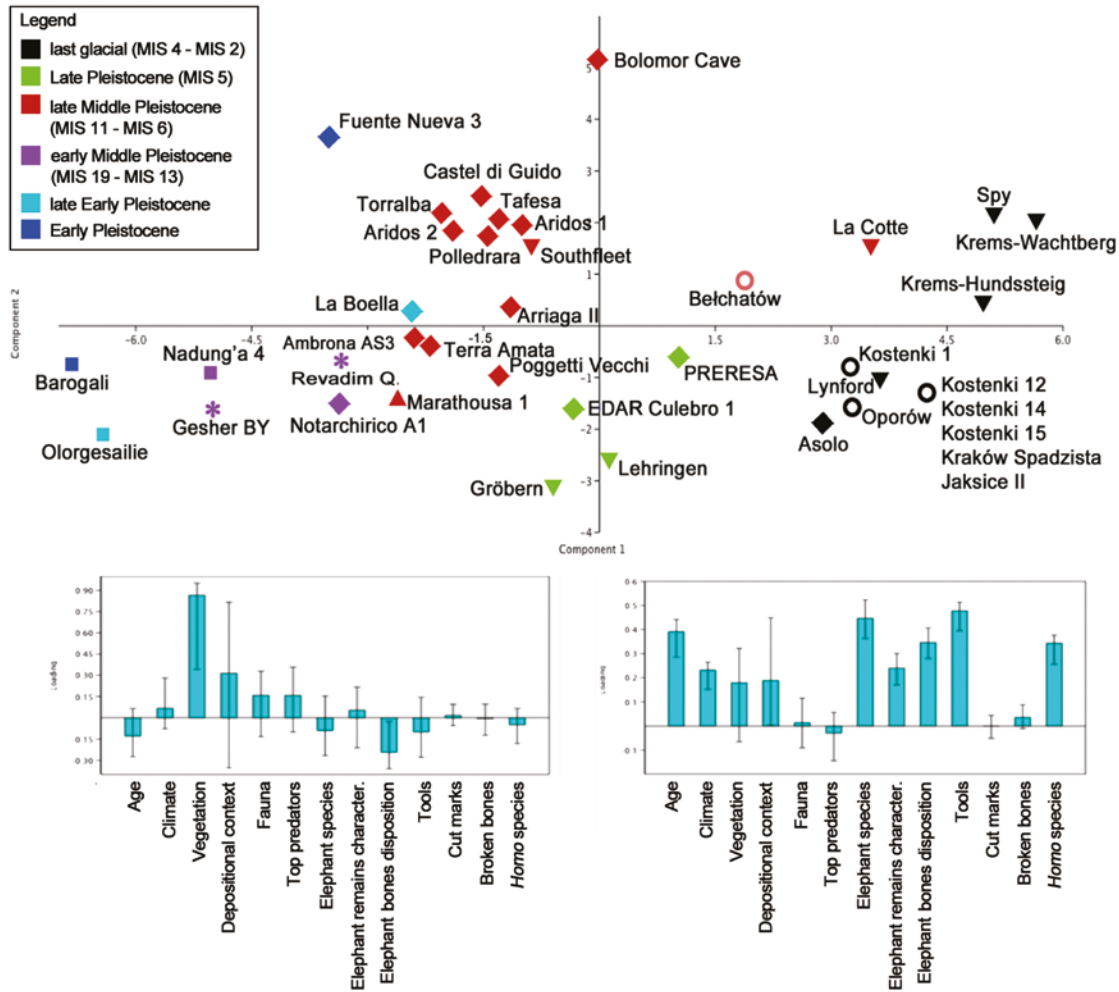 Legend
last glacial (MIS 4 - MIS 2)
Late Pleistocene (MIS 5)
late Middle Pleistocene
(MIS 11 - MIS 6)
early Middle Pleistocene
(MIS 19 - MIS 13)
late Early Pleistocene
Early Pleistocene
5
Bolomor Cave
4
Fuente Nueva 3
3
Castel di Guido
Torralba
Tafesa
Aridos 2
Aridos 1
Polledrara
Southfleet
Spy
La Cotte
Krems-Wachtberg
1
Bełchatów
Krems-Hundssteig
La Boella
Arriaga II
Component 2
-6.0
-4.5
-1.5
1.5
3.0
4.5
6.0
Nadung'a 4
Ambrona AS3
Terra Amata
Barogali
Revadim Q.
Poggetti Vecchi
PRERESA
Kostenki 1
-1
Lynford
Kostenki 12
Gesher BY
Notarchirico A1
Marathousa 1
EDAR Culebro 1
Oporów
Kostenki 14
Olorgesailie
-2
Asolo
Kostenki 15
Lehringen
Kraków Spadzista
Gröbern
-3
Jaksice II
-4
Component 1
0.90
0.75
0.60
0.45
0.30
0.15
0.15
0.30
Loading
Age
Climate
Vegetation
Depositional context
Fauna
Top predators
Elephant species
Elephant remains character.
Elephant bones disposition
Tools
Cut marks
Broken bones
Homo species
0.6
0.5
0.4
0.3
0.2
0.1
0.1
Loading
Age
Climate
Vegetation
Depositional context
Fauna
Top predators
Elephant species
Elephant remains character.
Elephant bones disposition
Tools
Cut marks
Broken bones
Homo species